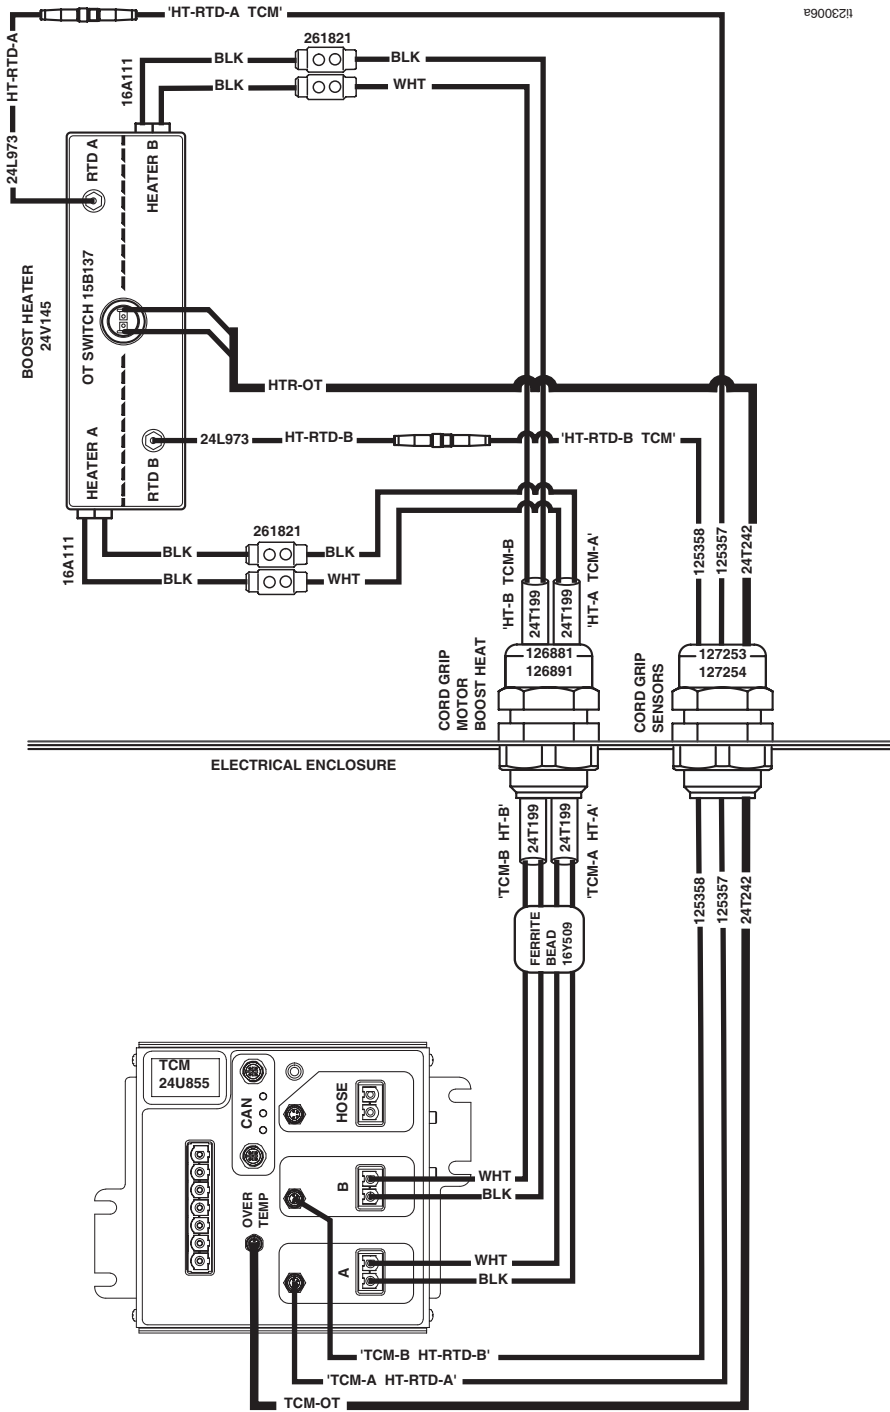 'HT-RTD-A TCM'
ti23006a
HT-RTD-A
24L973
16A111
BLK
261821
BLK
BLK
WHT
RTD A
HEATER B
BOOST HEATER
24V145
OT SWITCH 15B137
HTR-OT
HEATER A
RTD B
24L973
HT-RTD-B
'HT-RTD-B TCM'
16A111
BLK
261821
BLK
BLK
WHT
'HT-B TCM-B
24T199
24T199
'HT-A TCM-A'
125358
125357
24T242
CORD GRIP
MOTOR
BOOST HEAT
126881
126891
CORD GRIP
SENSORS
127253
127254
ELECTRICAL ENCLOSURE
'TCM-B HT-B'
24T199
24T199
'TCM-A HT-A'
125358
125357
24T242
FERRITE
BEAD
16Y509
TCM
24U855
CAN
HOSE
OVER
TEMP
B
WHT
BLK
A
WHT
BLK
'TCM-B HT-RTD-B'
'TCM-A HT-RTD-A'
TCM-OT